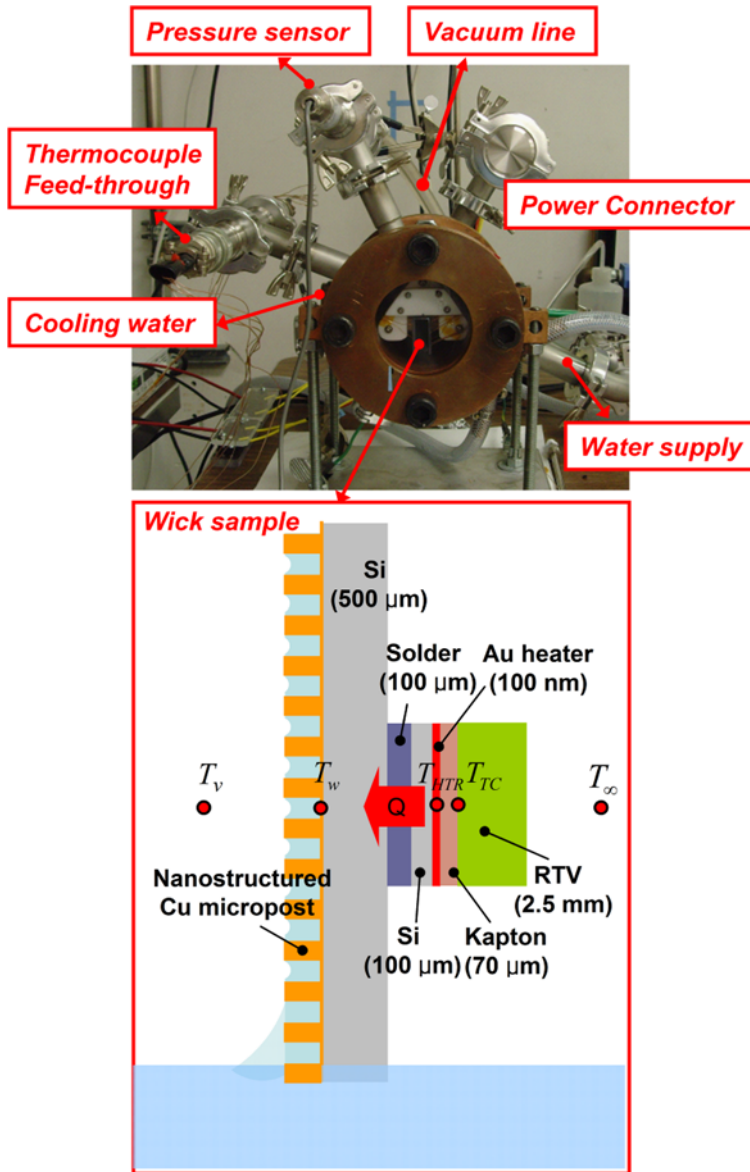 Pressure sensor
Vacuum line
Thermocouple
Feed-through
Power Connector
Cooling water
Water supply
Wick sample
Si
(500 μm)
Solder
(100 μm)
Au heater
(100 nm)
T_v
T_w
Q
T_HTR
T_TC
T_∞
Nanostructured
Cu micropost
RTV
(2.5 mm)
Si
(100 μm)
Kapton
(70 μm)